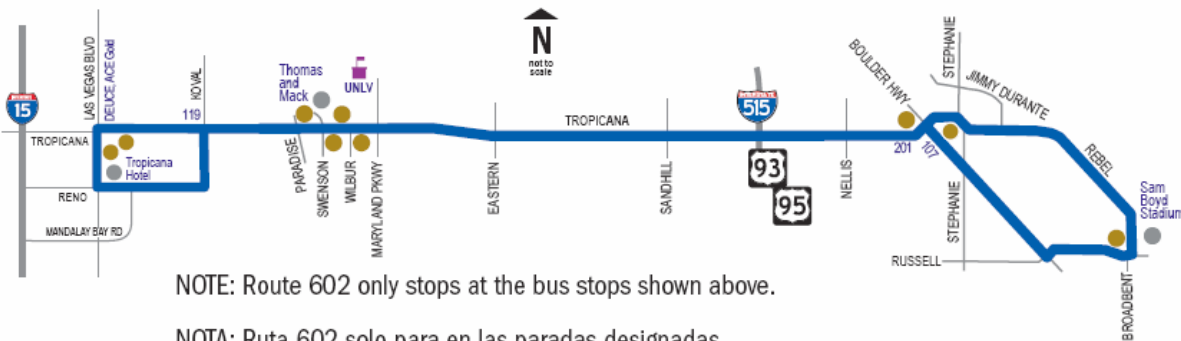 LAS VEGAS BLVD
DEUCE, ACE Gold
KOVAL
119
15
TROPICANA
Tropicana
Hotel
RENO
MANDALAY BAY RD
Thomas
and
Mack
UNLV
PARADISE
SWENSON
WILBUR
MARYLAND PKWY
N
not to
scale
EASTERN
TROPICANA
SANDHILL
INTERSTATE
515
93
95
NELLIS
BOULDER HWY
201
107
STEPHANIE
JIMMY DURANTE
REBEL
STEPHANIE
Sam
Boyd
Stadium
RUSSELL
BROADBENT
NOTE: Route 602 only stops at the bus stops shown above.
NOTA: Ruta 602 solo para en las paradas designadas